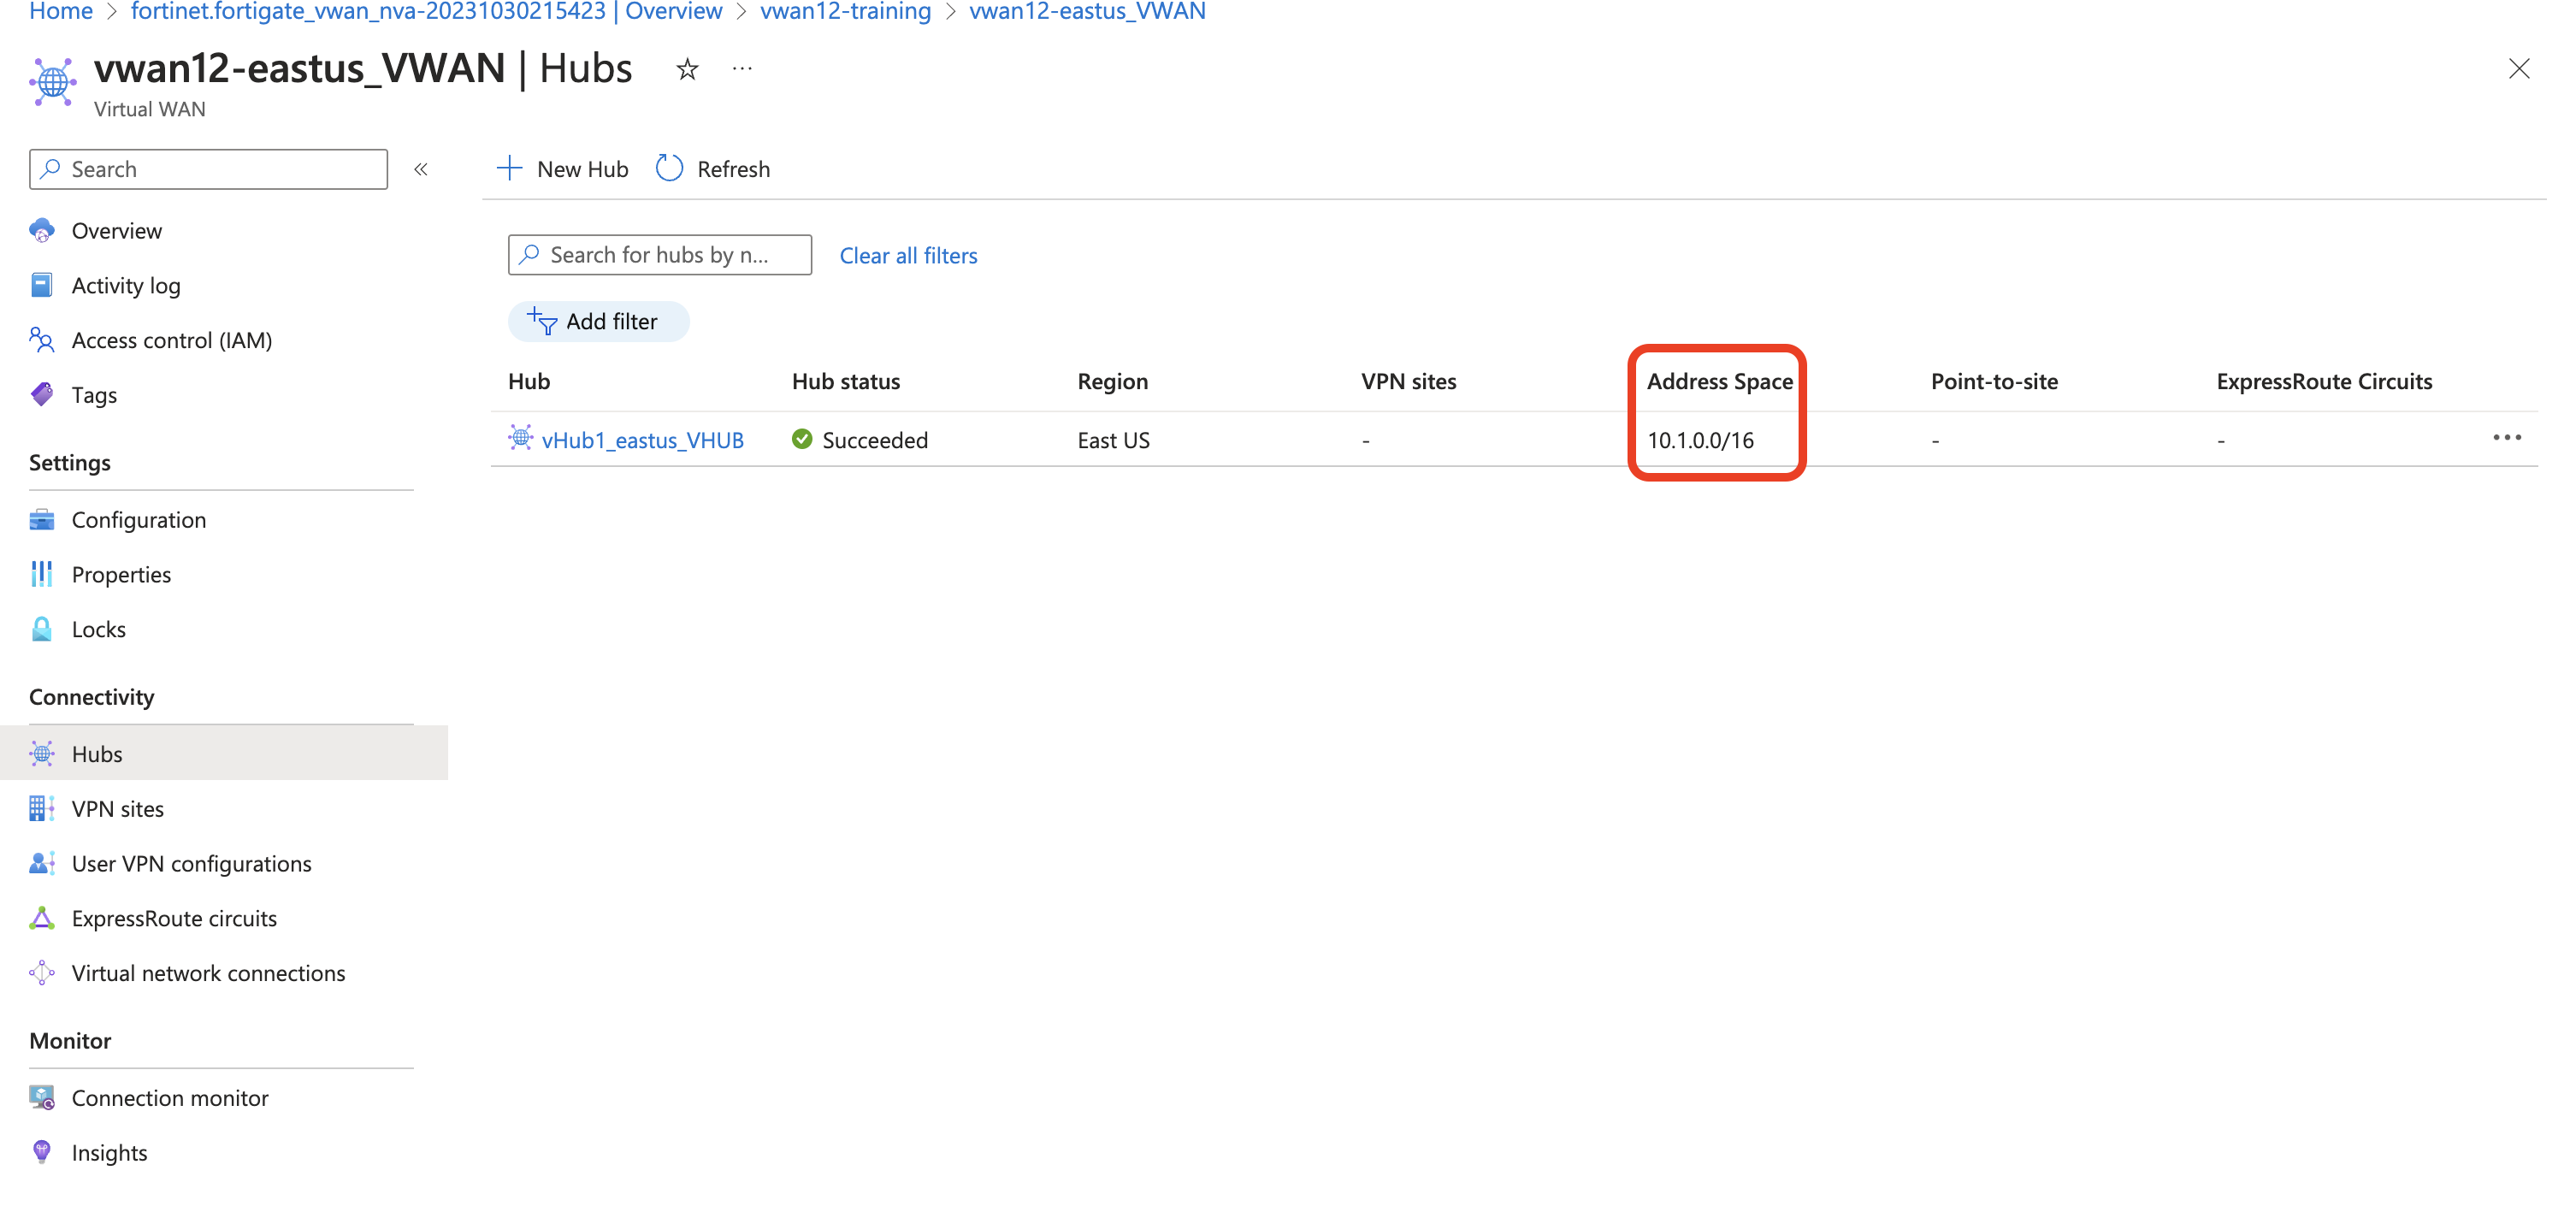 Home > fortinet.fortigate_vwan_nva-20231030215423 | Overview > vwan12-training > vwan12-eastus_VWAN
vwan12-eastus_VWAN | Hubs
Virtual WAN
Search
New Hub Refresh
Overview
Activity log
Access control (IAM)
Tags
Settings
Configuration
Properties
Locks
Connectivity
Hubs
VPN sites
User VPN configurations
ExpressRoute circuits
Virtual network connections
Monitor
Connection monitor
Insights
Search for hubs by n... Clear all filters
Add filter
Hub Hub status Region VPN sites Address Space Point-to-site ExpressRoute Circuits
vHub1_eastus_VHUB Succeeded East US - 10.1.0.0/16 - -